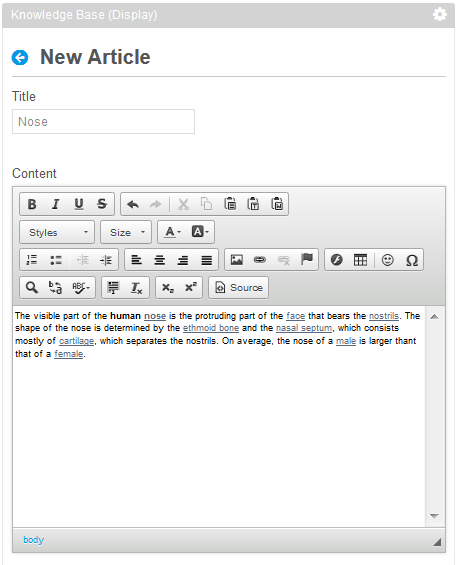 Knowledge Base (Display)
New Article
Title
Nose
Content
B I U S
Styles Size A A
ABC
x₂ x² Source
The visible part of the human nose is the protruding part of the face that bears the nostrils. The
shape of the nose is determined by the ethmoid bone and the nasal septum, which consists
mostly of cartilage, which separates the nostrils. On average, the nose of a male is larger thant
that of a female.
body